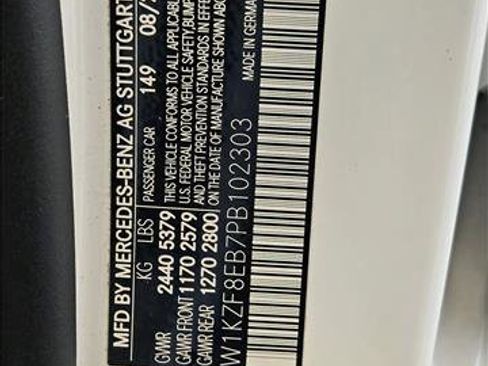 MFD BY MERCEDES-BENZ AG STUTTGART
KG LBS PASSENGER CAR 149 08/
GVWR 2440 5379 THIS VEHICLE CONFORMS TO ALL APPLICABLE
GAWR FRONT 1170 2579 U.S. FEDERAL MOTOR VEHICLE SAFETY, BUMPER
GAWR REAR 1270 2800 AND THEFT PREVENTION STANDARDS IN EFFECT
ON THE DATE OF MANUFACTURE SHOWN ABOVE
MADE IN GERMANY
W1KZF8EB7PB102303